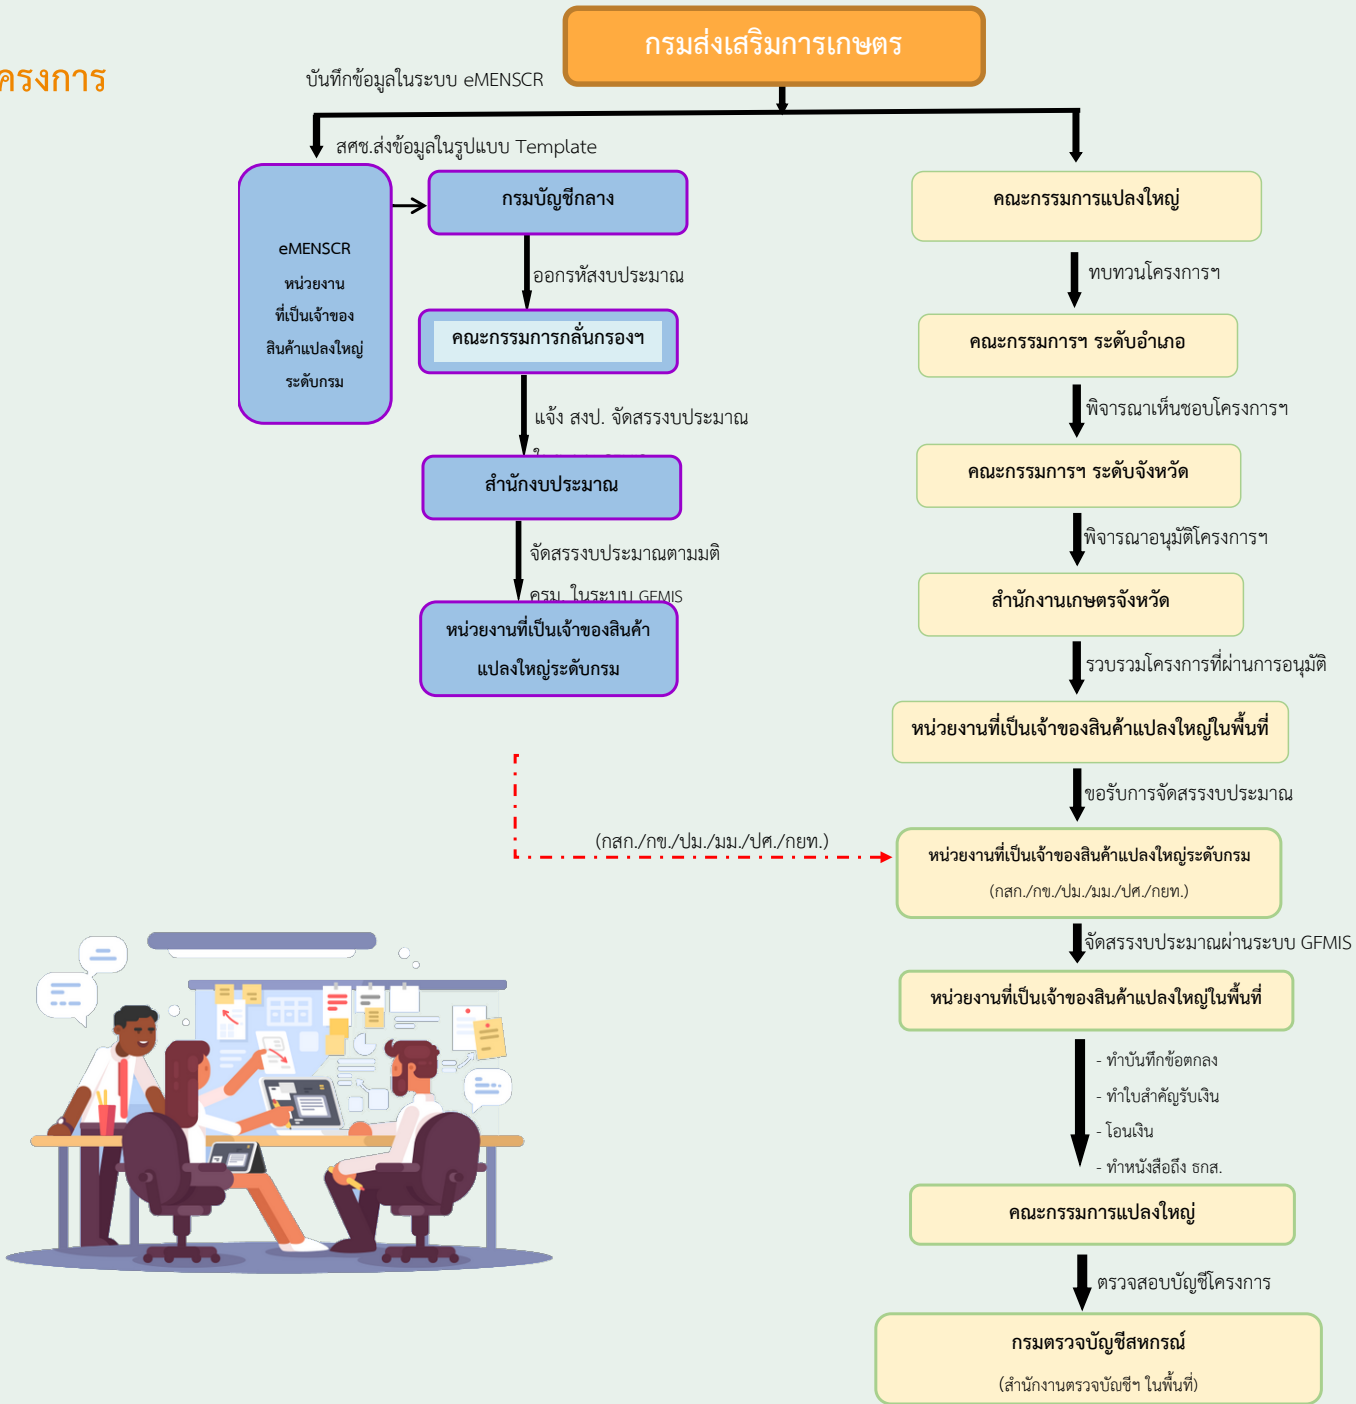 กรมส่งเสริมการเกษตร
ครงการ
บันทึกข้อมูลในระบบ eMENSCR
สศช.ส่งข้อมูลในรูปแบบ Template
eMENSCR
หน่วยงาน
ที่เป็นเจ้าของ
สินค้าแปลงใหญ่
ระดับกรม
กรมบัญชีกลาง
ออกรหัสงบประมาณ
คณะกรรมการกลั่นกรองฯ
แจ้ง สงป. จัดสรรงบประมาณ
สำนักงบประมาณ
จัดสรรงบประมาณตามมติ
ครม. ในระบบ GFMIS
หน่วยงานที่เป็นเจ้าของสินค้า
แปลงใหญ่ระดับกรม
(กสก./กข./ปม./มม./ปศ./กยท.)
คณะกรรมการแปลงใหญ่
ทบทวนโครงการฯ
คณะกรรมการฯ ระดับอำเภอ
พิจารณาเห็นชอบโครงการฯ
คณะกรรมการฯ ระดับจังหวัด
พิจารณาอนุมัติโครงการฯ
สำนักงานเกษตรจังหวัด
รวบรวมโครงการที่ผ่านการอนุมัติ
หน่วยงานที่เป็นเจ้าของสินค้าแปลงใหญ่ในพื้นที่
ขอรับการจัดสรรงบประมาณ
หน่วยงานที่เป็นเจ้าของสินค้าแปลงใหญ่ระดับกรม
(กสก./กข./ปม./มม./ปศ./กยท.)
จัดสรรงบประมาณผ่านระบบ GFMIS
หน่วยงานที่เป็นเจ้าของสินค้าแปลงใหญ่ในพื้นที่
- ทำบันทึกข้อตกลง
- ทำใบสำคัญรับเงิน
- โอนเงิน
- ทำหนังสือถึง ธกส.
คณะกรรมการแปลงใหญ่
ตรวจสอบบัญชีโครงการ
กรมตรวจบัญชีสหกรณ์
(สำนักงานตรวจบัญชีฯ ในพื้นที่)